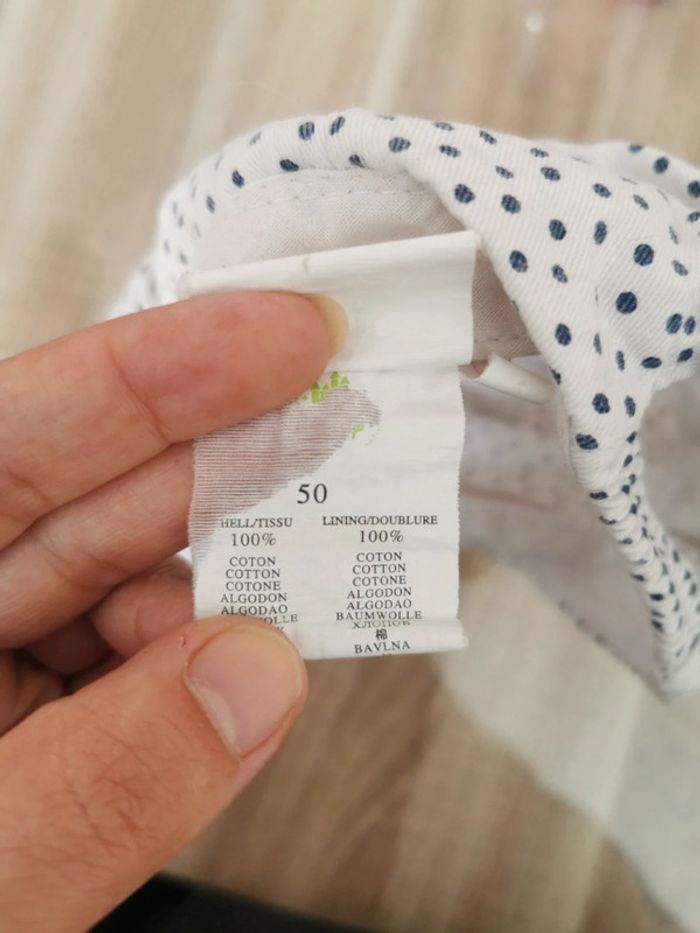 50
HELL/TISSU LINING/DOUBLURE
100% 100%
COTON COTON
COTTON COTTON
COTONE COTONE
ALGODON ALGODON
ALGODAO ALGODAO
BAUMWOLLE
ХЛОПОК
棉
BAVLNA